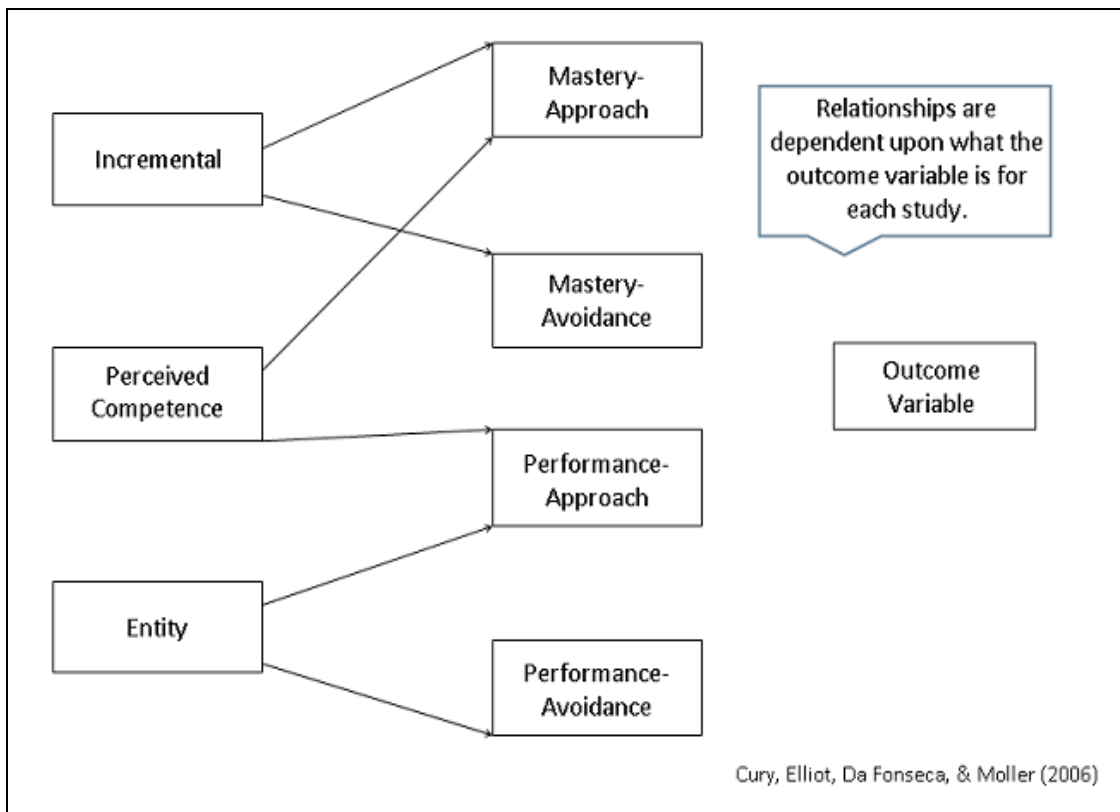 Mastery-
Approach
Relationships are
dependent upon what the
outcome variable is for
each study.
Incremental
Mastery-
Avoidance
Perceived
Competence
Outcome
Variable
Performance-
Approach
Entity
Performance-
Avoidance
Cury, Elliot, Da Fonseca, & Moller (2006)